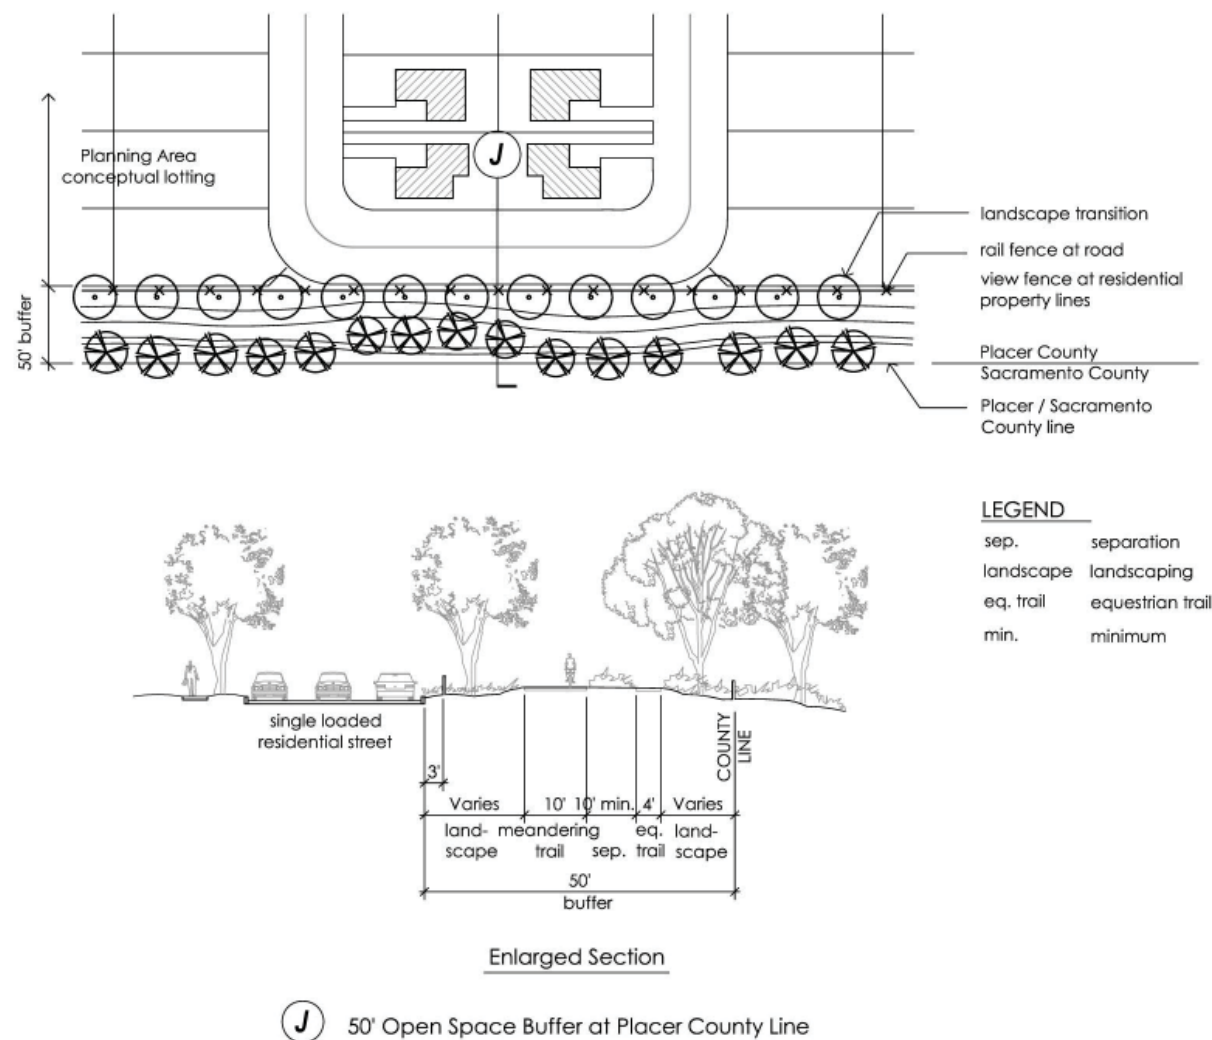 J
Planning Area
conceptual lotting
50' buffer
landscape transition
rail fence at road
view fence at residential
property lines
Placer County
Sacramento County
Placer / Sacramento
County line
LEGEND
sep. separation
landscape landscaping
eq. trail equestrian trail
min. minimum
single loaded
residential street
COUNTY
LINE
3'
Varies 10' 10' min. 4' Varies
land- meandering eq. land-
scape trail sep. trail scape
50'
buffer
Enlarged Section
J 50' Open Space Buffer at Placer County Line